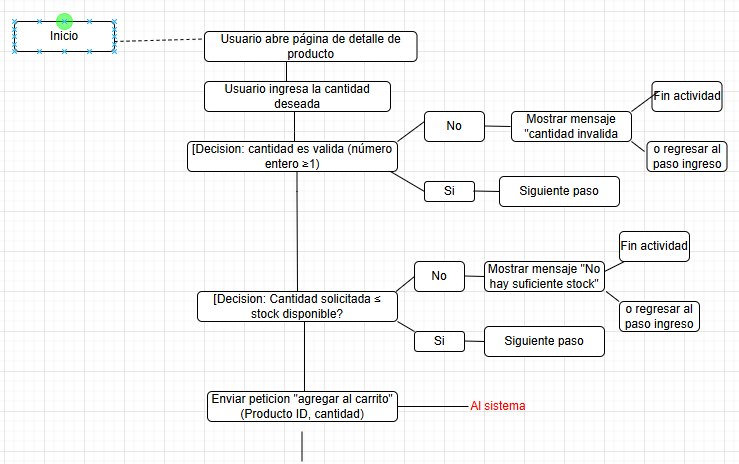 Inicio
Usuario abre página de detalle de
producto
Usuario ingresa la cantidad
deseada
[Decision: cantidad es valida (número
entero ≥1)
No
Mostrar mensaje
"cantidad invalida
Fin actividad
o regresar al
paso ingreso
Si
Siguiente paso
[Decision: Cantidad solicitada ≤
stock disponible?
No
Mostrar mensaje "No
hay suficiente stock"
Fin actividad
o regresar al
paso ingreso
Si
Siguiente paso
Enviar peticion "agregar al carrito"
(Producto ID, cantidad)
Al sistema